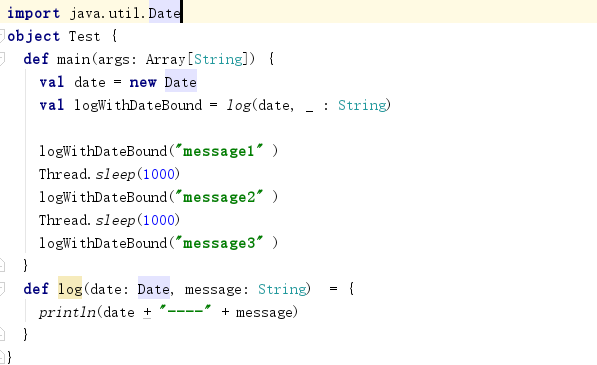 import java.util.Date
object Test {
def main(args: Array[String]) {
val date = new Date
val logWithDateBound = log(date, _ : String)
logWithDateBound("message1" )
Thread.sleep(1000)
logWithDateBound("message2" )
Thread.sleep(1000)
logWithDateBound("message3" )
}
def log(date: Date, message: String)  = {
println(date + "----" + message)
}
}